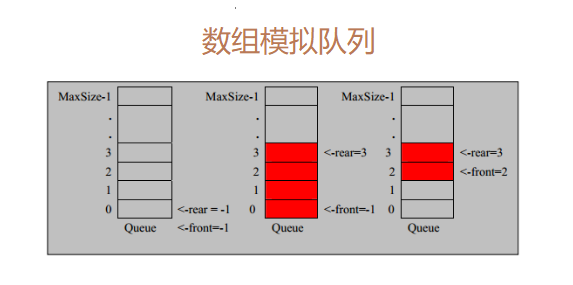 数组模拟队列
MaxSize-1 MaxSize-1 MaxSize-1
. . .
. . .
3 3 <-rear=3 3 <-rear=3
2 2 2 <-front=2
1 1 1
0 <-rear = -1 0 <-front=-1 0
Queue <-front=-1 Queue Queue